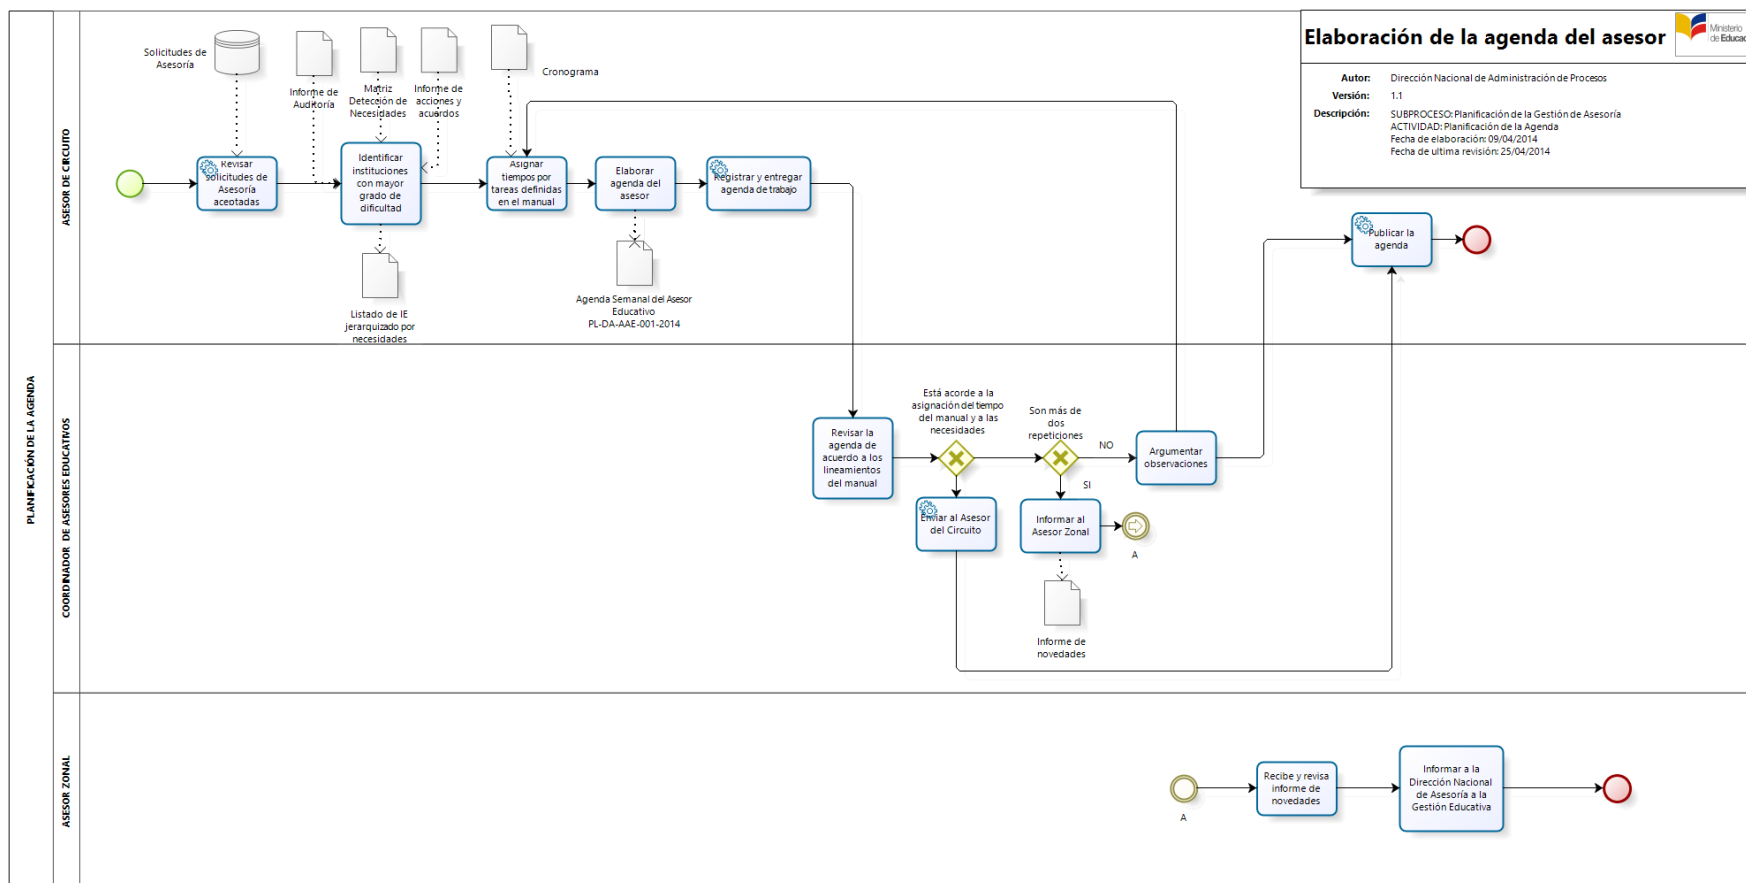 Elaboración de la agenda del asesor
Ministerio
de Educac
Autor: Dirección Nacional de Administración de Procesos
Versión: 1.1
Descripción: SUBPROCESO: Planificación de la Gestión de Asesoría
ACTIVIDAD: Planificación de la Agenda
Fecha de elaboración: 09/04/2014
Fecha de ultima revisión: 25/04/2014
PLANIFICACIÓN DE LA AGENDA
ASESOR DE CIRCUITO
Solicitudes de
Asesoría
Informe de
Auditoría
Matriz
Detección de
Necesidades
Informe de
acciones y
acuerdos
Cronograma
Revisar
solicitudes de
Asesoría
aceotadas
Identificar
instituciones
con mayor
grado de
dificultad
Asignar
tiempos por
tareas definidas
en el manual
Elaborar
agenda del
asesor
Registrar y entregar
agenda de trabajo
Publicar la
agenda
Listado de IE
jerarquizado por
necesidades
Agenda Semanal del Asesor
Educativo
PL-DA-AAE-001-2014
COORDINADOR DE ASESORES EDUCATIVOS
Revisar la
agenda de
acuerdo a los
lineamientos
del manual
Está acorde a la
asignación del tiempo
del manual y a las
necesidades
Son más de
dos
repeticiones
NO
SI
Argumentar
observaciones
Enviar al Asesor
del Circuito
Informar al
Asesor Zonal
A
Informe de
novedades
ASESOR ZONAL
A
Recibe y revisa
informe de
novedades
Informar a la
Dirección Nacional
de Asesoría a la
Gestión Educativa